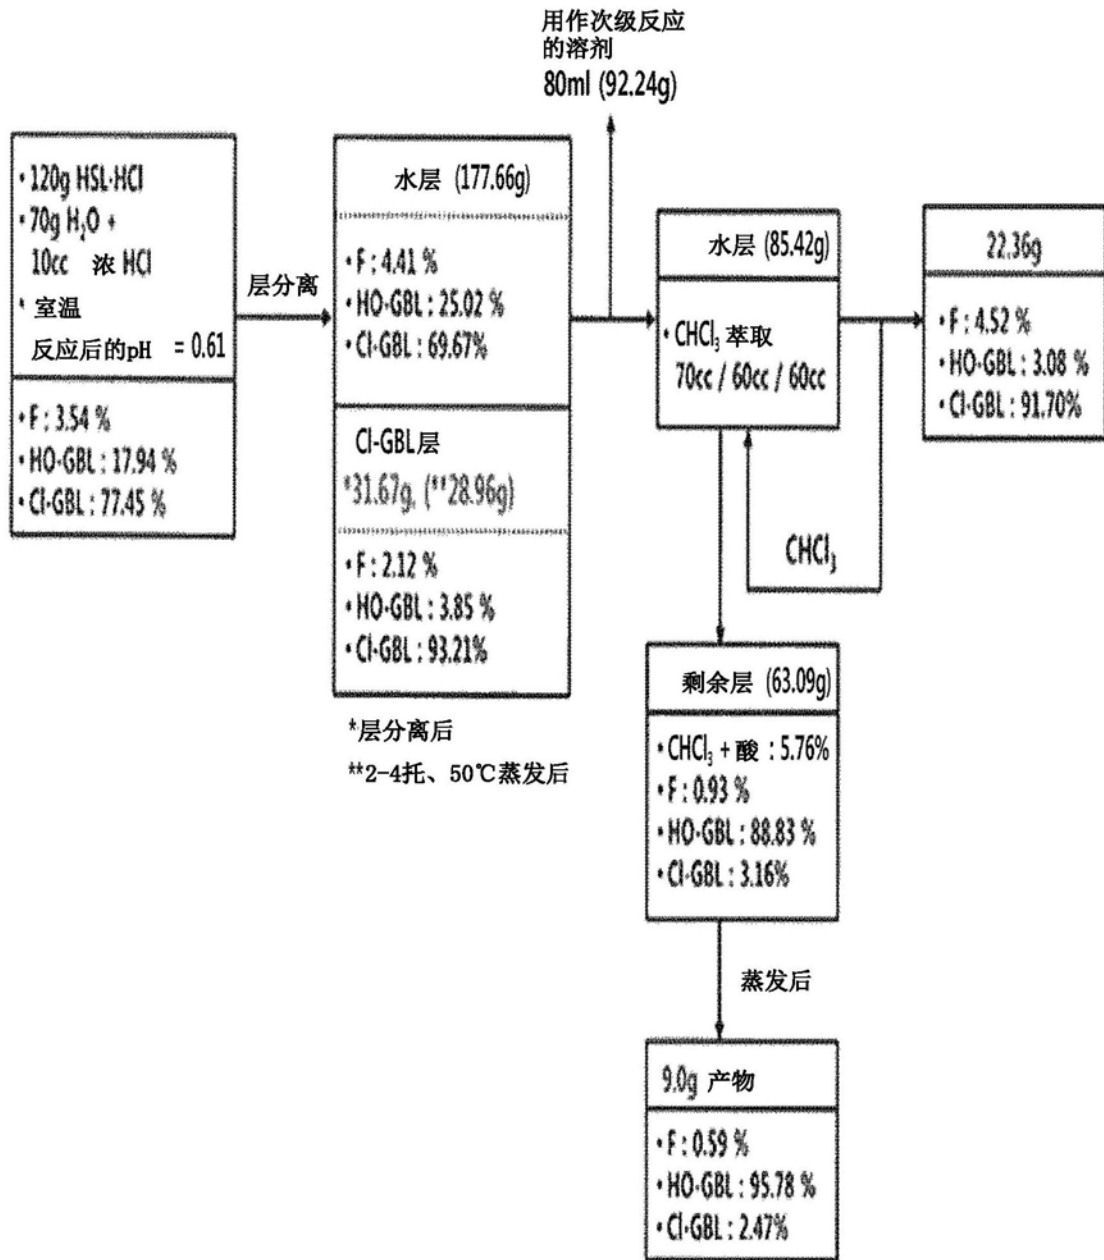 用作次级反应
的溶剂
80ml (92.24g)
• 120g HSL·HCl
• 70g H₂O +
10cc 浓 HCl
* 室温
反应后的pH = 0.61
• F : 3.54 %
• HO-GBL : 17.94 %
• Cl-GBL : 77.45 %
层分离
水层 (177.66g)
• F : 4.41 %
• HO-GBL : 25.02 %
• Cl-GBL : 69.67%
Cl-GBL层
*31.67g, (**28.96g)
• F : 2.12 %
• HO-GBL : 3.85 %
• Cl-GBL : 93.21%
*层分离后
**2-4托、50℃蒸发后
水层 (85.42g)
• CHCl₃ 萃取
70cc / 60cc / 60cc
22.36g
• F : 4.52 %
• HO-GBL : 3.08 %
• Cl-GBL : 91.70%
CHCl₃
剩余层 (63.09g)
• CHCl₃ + 酸 : 5.76%
• F : 0.93 %
• HO-GBL : 88.83 %
• Cl-GBL : 3.16%
蒸发后
9.0g 产物
• F : 0.59 %
• HO-GBL : 95.78 %
• Cl-GBL : 2.47%